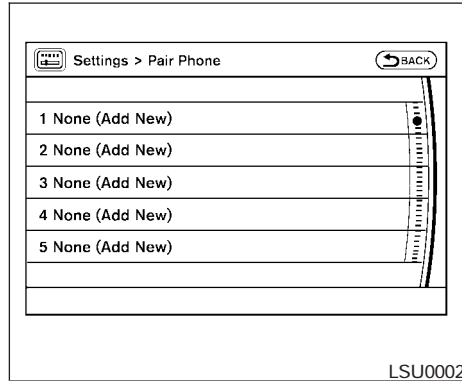 Settings > Pair Phone
BACK
1 None (Add New)
2 None (Add New)
3 None (Add New)
4 None (Add New)
5 None (Add New)
LSU0002